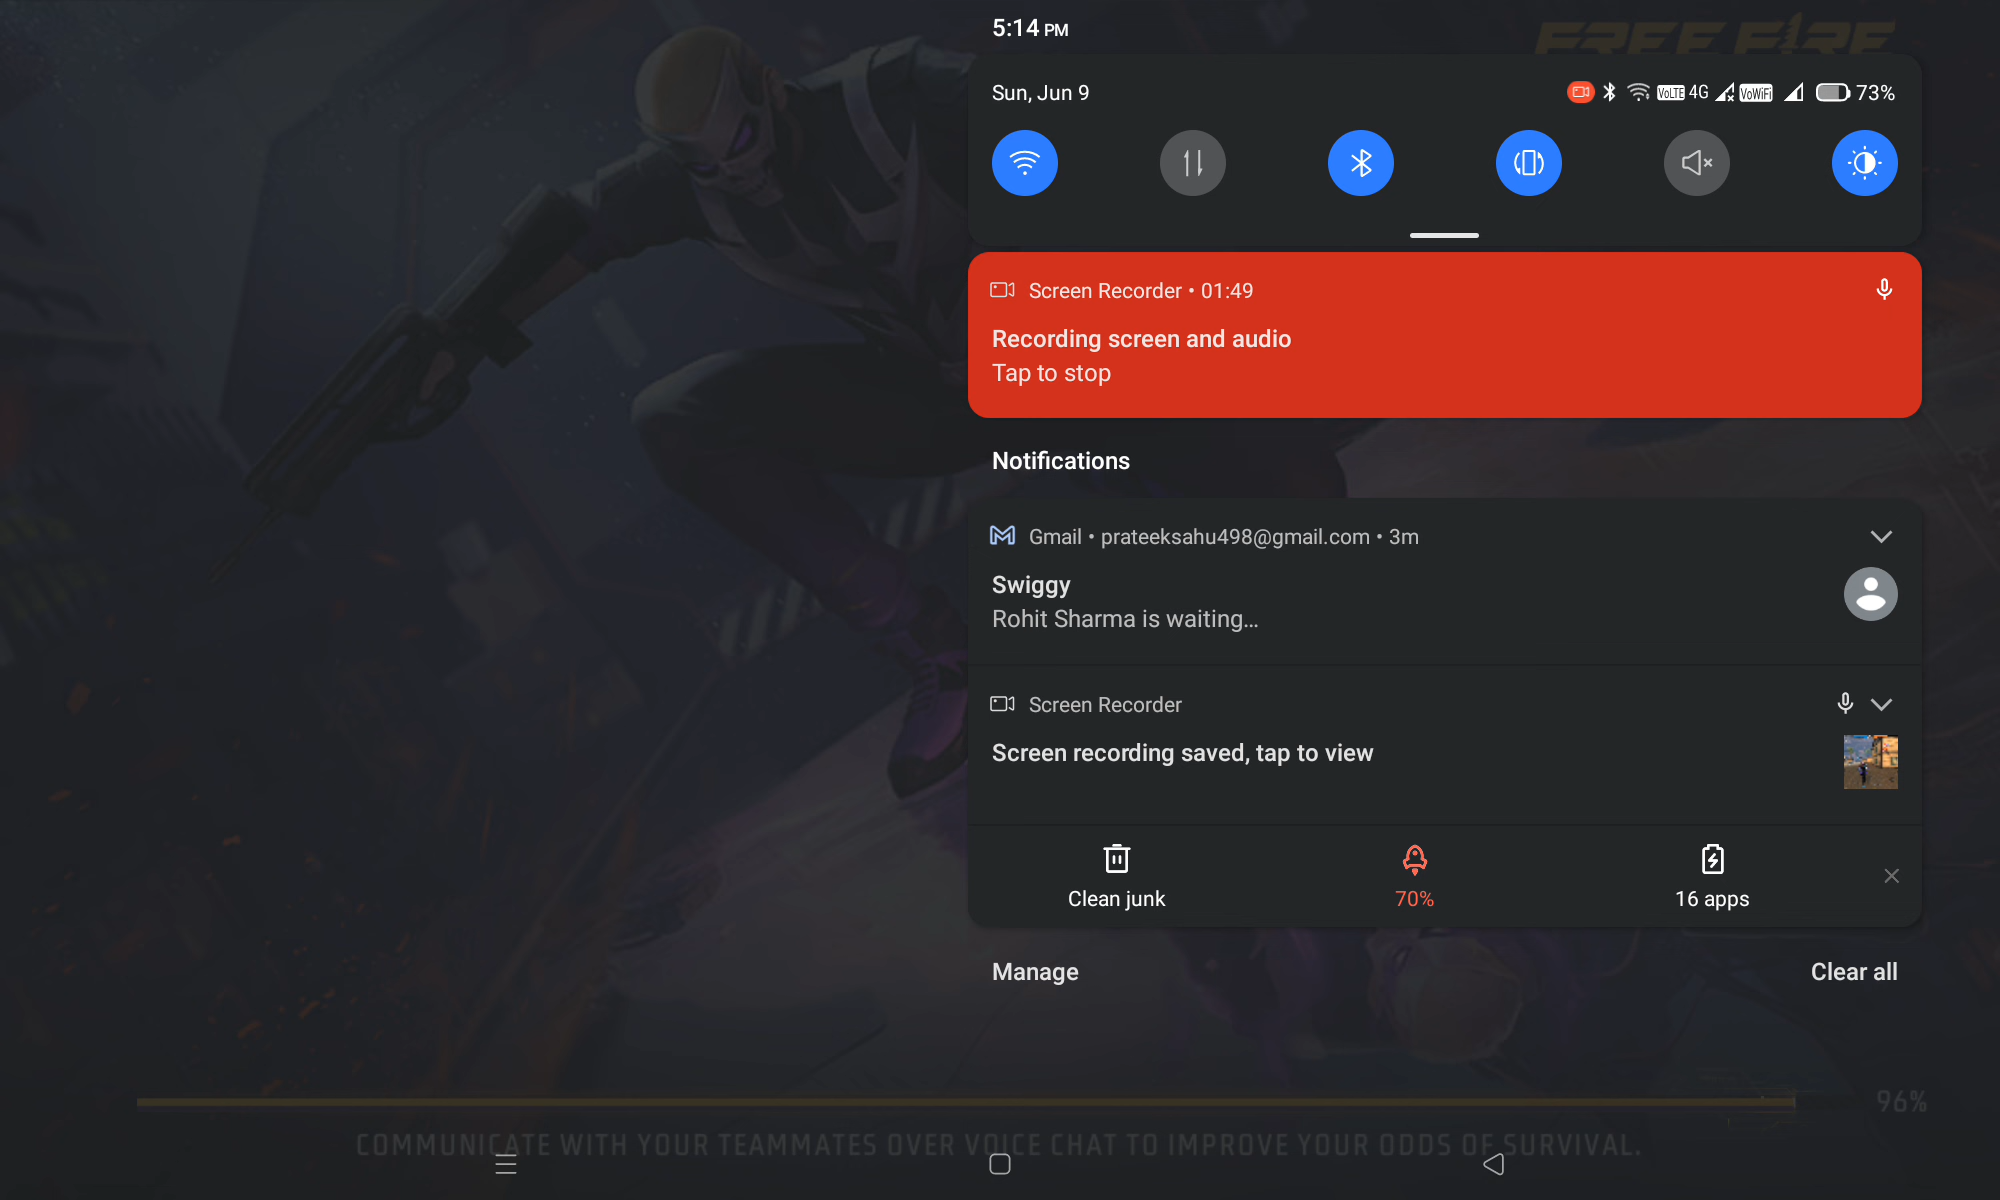 5:14 PM
FREE FIRE
Sun, Jun 9
VoLTE 4G VoWiFi 73%
Screen Recorder • 01:49
Recording screen and audio
Tap to stop
Notifications
Gmail • prateeksahu498@gmail.com • 3m
Swiggy
Rohit Sharma is waiting...
Screen Recorder
Screen recording saved, tap to view
Clean junk
70%
16 apps
Manage
Clear all
96%
COMMUNICATE WITH YOUR TEAMMATES OVER VOICE CHAT TO IMPROVE YOUR ODDS OF SURVIVAL.